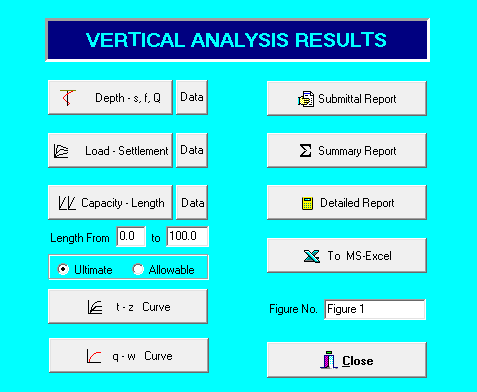 VERTICAL ANALYSIS RESULTS
Depth - s, f, Q
Data
Submittal Report
Load - Settlement
Data
Summary Report
Capacity - Length
Data
Detailed Report
Length From 0.0 to 100.0
Ultimate
Allowable
To MS-Excel
t - z Curve
Figure No. Figure 1
q - w Curve
Close